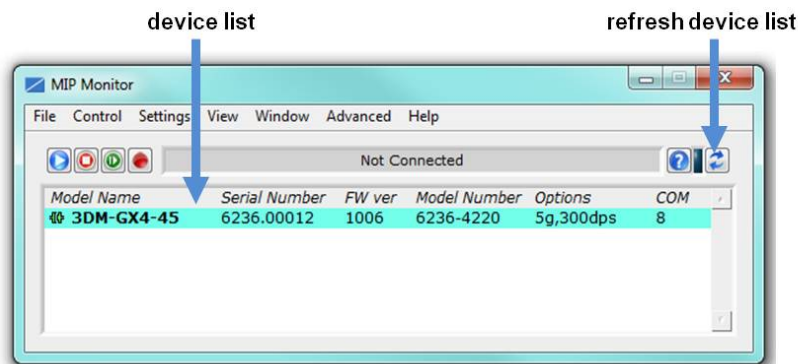 device list
refresh device list
MIP Monitor
File Control Settings View Window Advanced Help
Not Connected
Model Name Serial Number FW ver Model Number Options COM
3DM-GX4-45 6236.00012 1006 6236-4220 5g,300dps 8